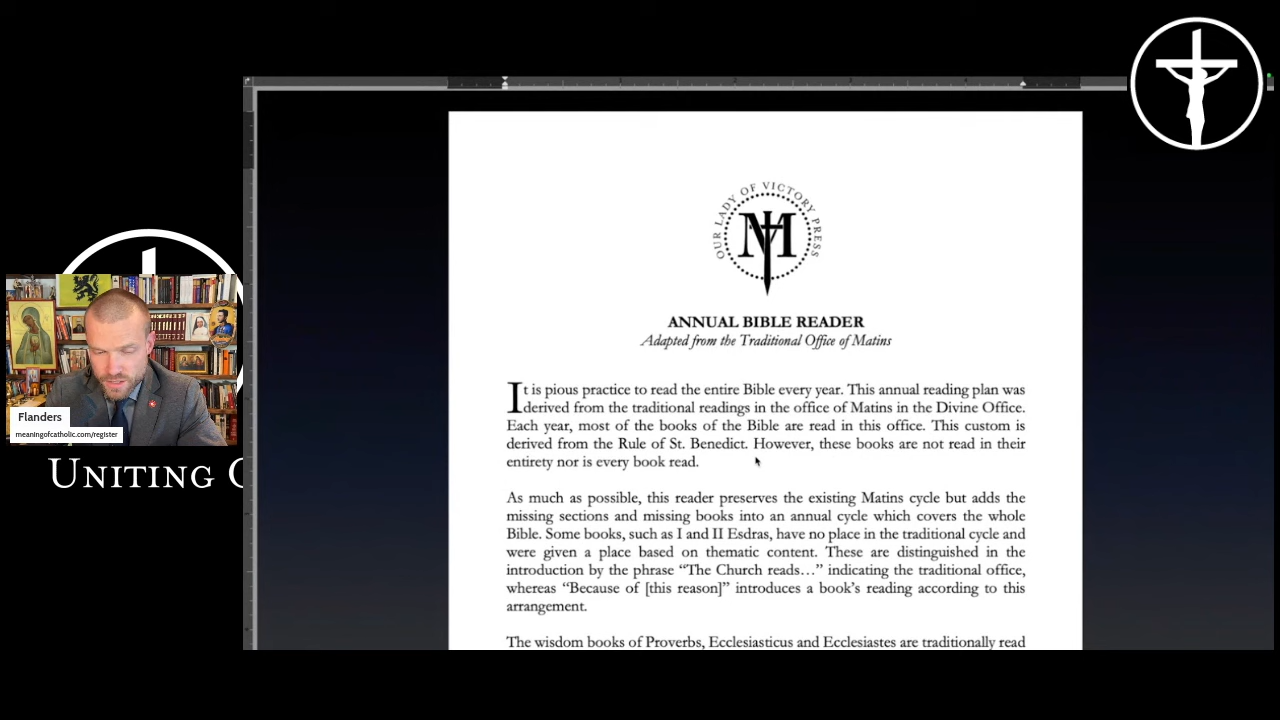 OUR LADY OF VICTORY PRESS
M
ANNUAL BIBLE READER
Adapted from the Traditional Office of Matins
It is pious practice to read the entire Bible every year. This annual reading plan was
derived from the traditional readings in the office of Matins in the Divine Office.
Each year, most of the books of the Bible are read in this office. This custom is
derived from the Rule of St. Benedict. However, these books are not read in their
entirety nor is every book read.
As much as possible, this reader preserves the existing Matins cycle but adds the
missing sections and missing books into an annual cycle which covers the whole
Bible. Some books, such as I and II Esdras, have no place in the traditional cycle and
were given a place based on thematic content. These are distinguished in the
introduction by the phrase “The Church reads…” indicating the traditional office,
whereas “Because of [this reason]” introduces a book’s reading according to this
arrangement.
The wisdom books of Proverbs, Ecclesiasticus and Ecclesiastes are traditionally read
Flanders
meaningofcatholic.com/register
UNITING